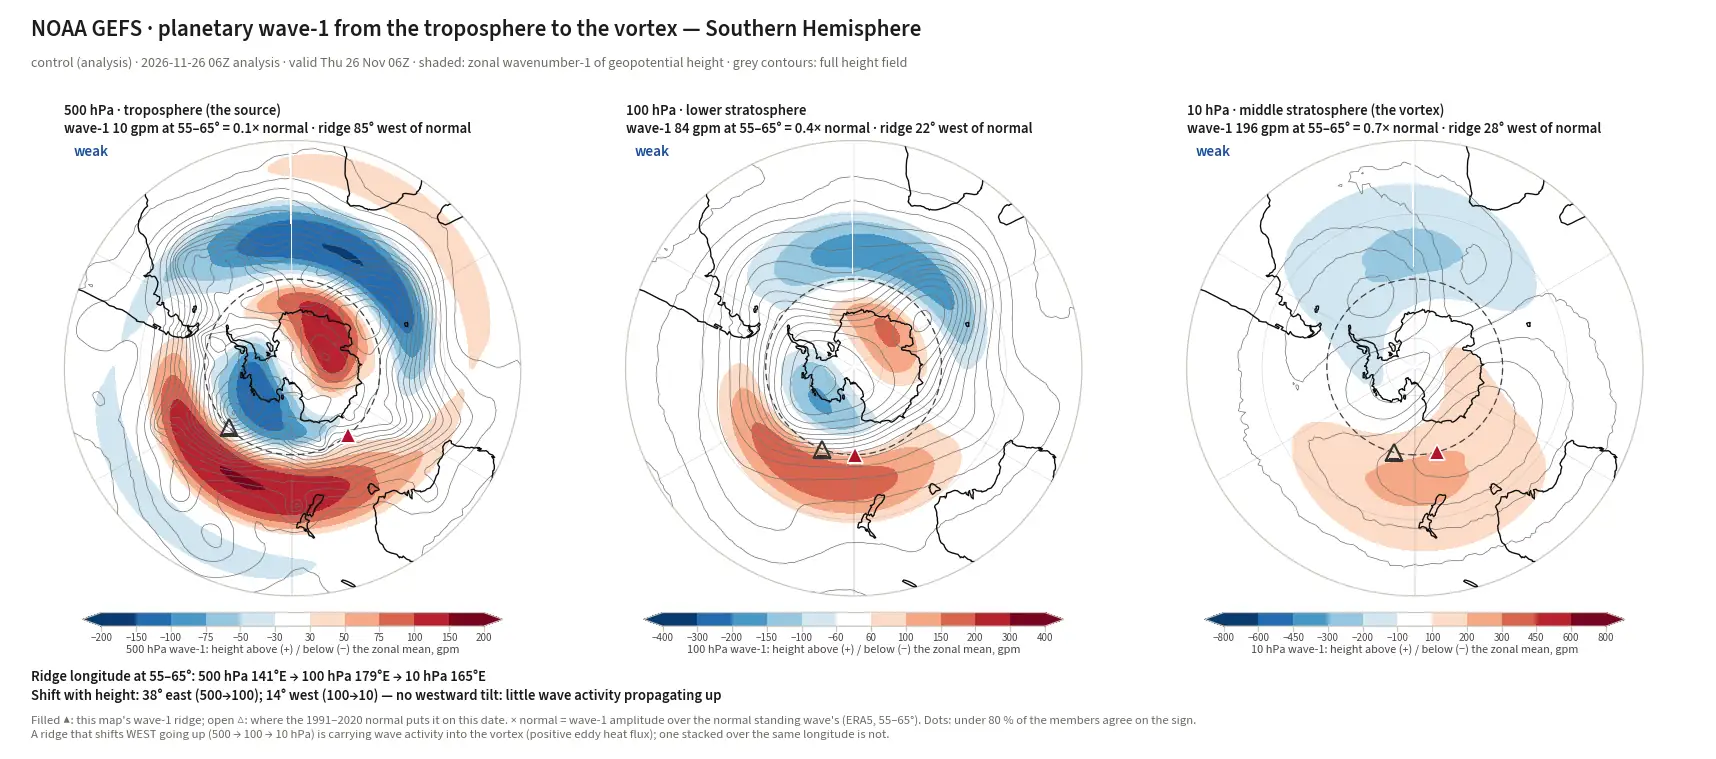 NOAA GEFS · planetary wave-1 from the troposphere to the vortex — Southern Hemisphere
control (analysis) · 2026-11-26 06Z analysis · valid Thu 26 Nov 06Z · shaded: zonal wavenumber-1 of geopotential height · grey contours: full height field
500 hPa · troposphere (the source)
wave-1 10 gpm at 55–65° = 0.1× normal · ridge 85° west of normal
weak
100 hPa · lower stratosphere
wave-1 84 gpm at 55–65° = 0.4× normal · ridge 22° west of normal
weak
10 hPa · middle stratosphere (the vortex)
wave-1 196 gpm at 55–65° = 0.7× normal · ridge 28° west of normal
weak
−200 −150 −100 −75 −50 −30 30 50 75 100 150 200
500 hPa wave-1: height above (+) / below (−) the zonal mean, gpm
−400 −300 −200 −150 −100 −60 60 100 150 200 300 400
100 hPa wave-1: height above (+) / below (−) the zonal mean, gpm
−800 −600 −450 −300 −200 −100 100 200 300 450 600 800
10 hPa wave-1: height above (+) / below (−) the zonal mean, gpm
Ridge longitude at 55–65°: 500 hPa 141°E → 100 hPa 179°E → 10 hPa 165°E
Shift with height: 38° east (500→100); 14° west (100→10) — no westward tilt: little wave activity propagating up
Filled ▲: this map's wave-1 ridge; open △: where the 1991–2020 normal puts it on this date. × normal = wave-1 amplitude over the normal standing wave's (ERA5, 55–65°). Dots: under 80 % of the members agree on the sign.
A ridge that shifts WEST going up (500 → 100 → 10 hPa) is carrying wave activity into the vortex (positive eddy heat flux); one stacked over the same longitude is not.